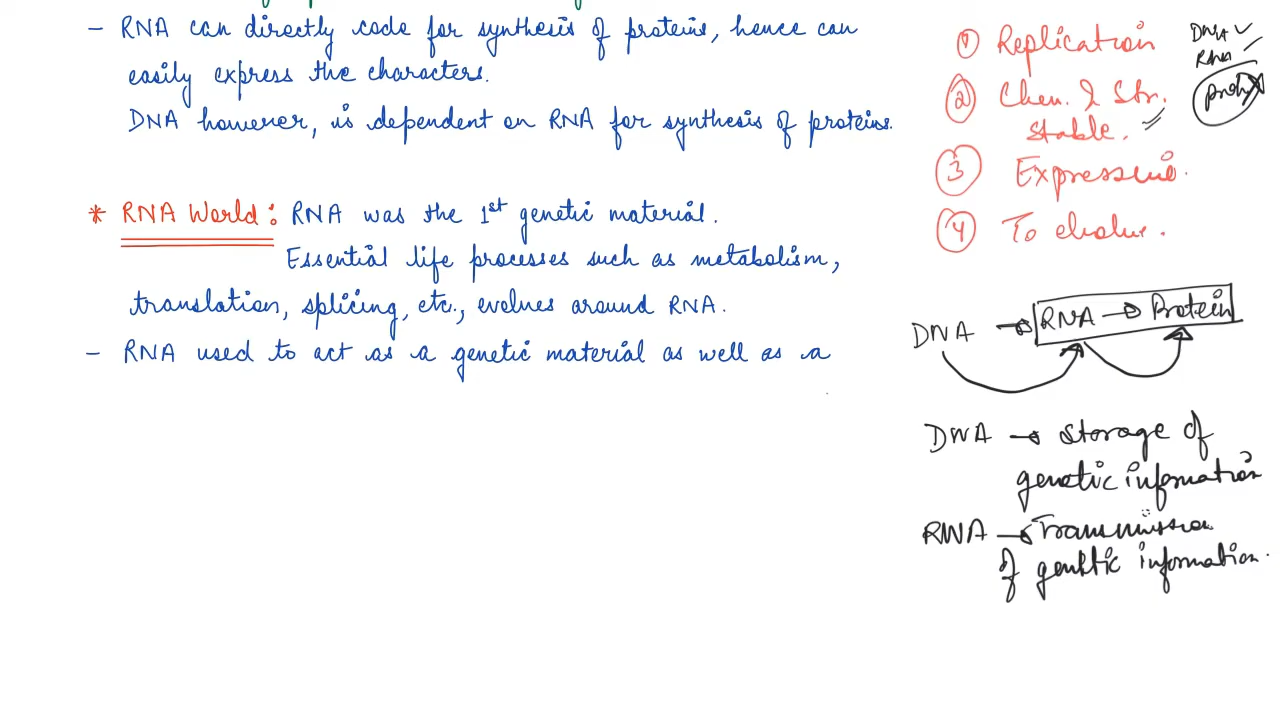 - RNA can directly code for synthesis of proteins, hence can
easily express the characters.
DNA however, is dependent on RNA for synthesis of proteins.
* RNA World: RNA was the 1st genetic material.
Essential life processes such as metabolism,
translation, splicing, etc., evolves around RNA.
- RNA used to act as a genetic material as well as a
① Replication
② Chem. & Str.
stable.
③ Expression.
④ To evolve.
DNA ✓
RNA
DNA → RNA → Protein
DNA → Storage of
genetic information
RNA → Transmission
of genetic information.